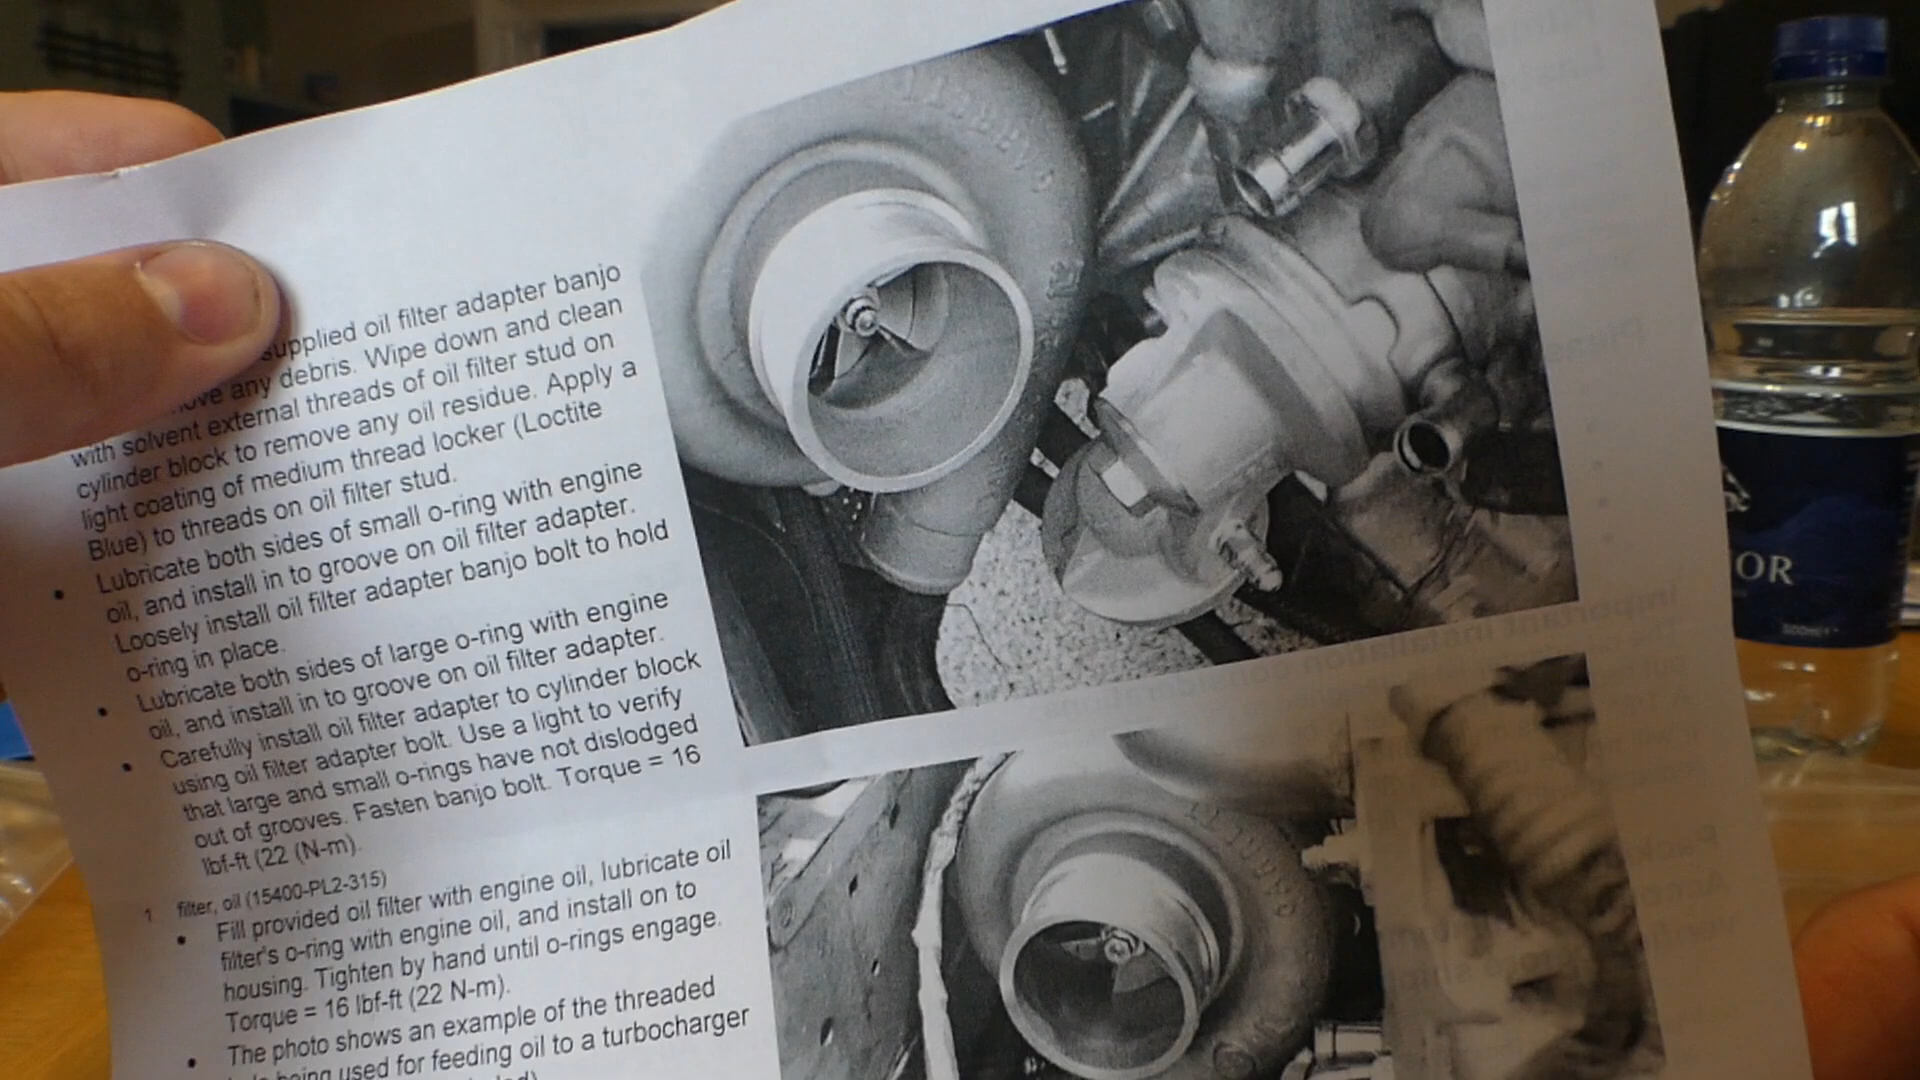 supplied oil filter adapter banjo
any debris. Wipe down and clean
with solvent external threads of oil filter stud on
cylinder block to remove any oil residue. Apply a
light coating of medium thread locker (Loctite
Blue) to threads on oil filter stud.
• Lubricate both sides of small o-ring with engine
oil, and install in to groove on oil filter adapter.
Loosely install oil filter adapter banjo bolt to hold
o-ring in place.
• Lubricate both sides of large o-ring with engine
oil, and install in to groove on oil filter adapter.
• Carefully install oil filter adapter to cylinder block
using oil filter adapter bolt. Use a light to verify
that large and small o-rings have not dislodged
out of grooves. Fasten banjo bolt. Torque = 16
lbf-ft (22 (N-m).
1 filter, oil (15400-PL2-315)
• Fill provided oil filter with engine oil, lubricate oil
filter's o-ring with engine oil, and install on to
housing. Tighten by hand until o-rings engage.
Torque = 16 lbf-ft (22 N-m).
• The photo shows an example of the threaded
being used for feeding oil to a turbocharger
OR
500ml